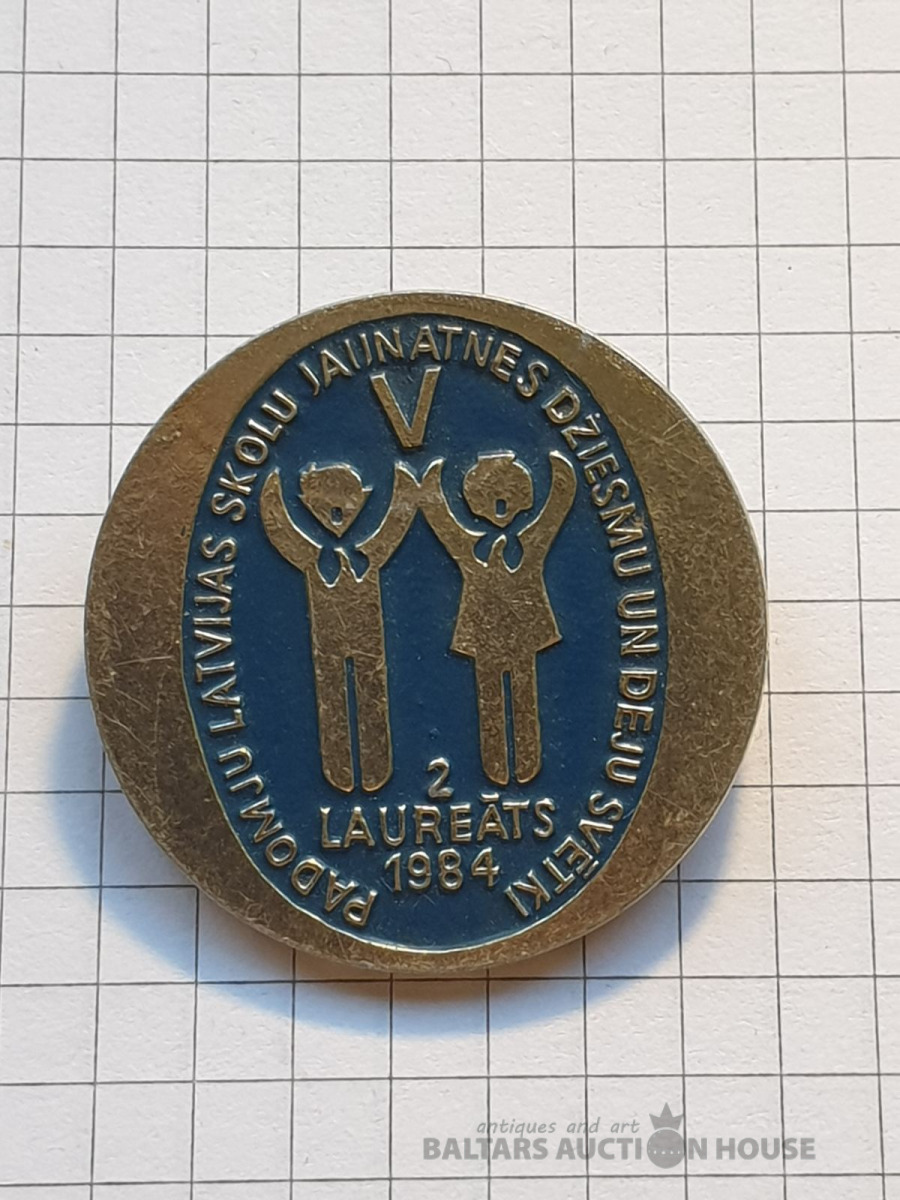 PADOMJU LATVIJAS SKOLU JAUNATNES DZIESMU UN DEJU SVĒTKI
V
2
LAUREĀTS
1984
antiques and art
BALTARS AUCTION HOUSE